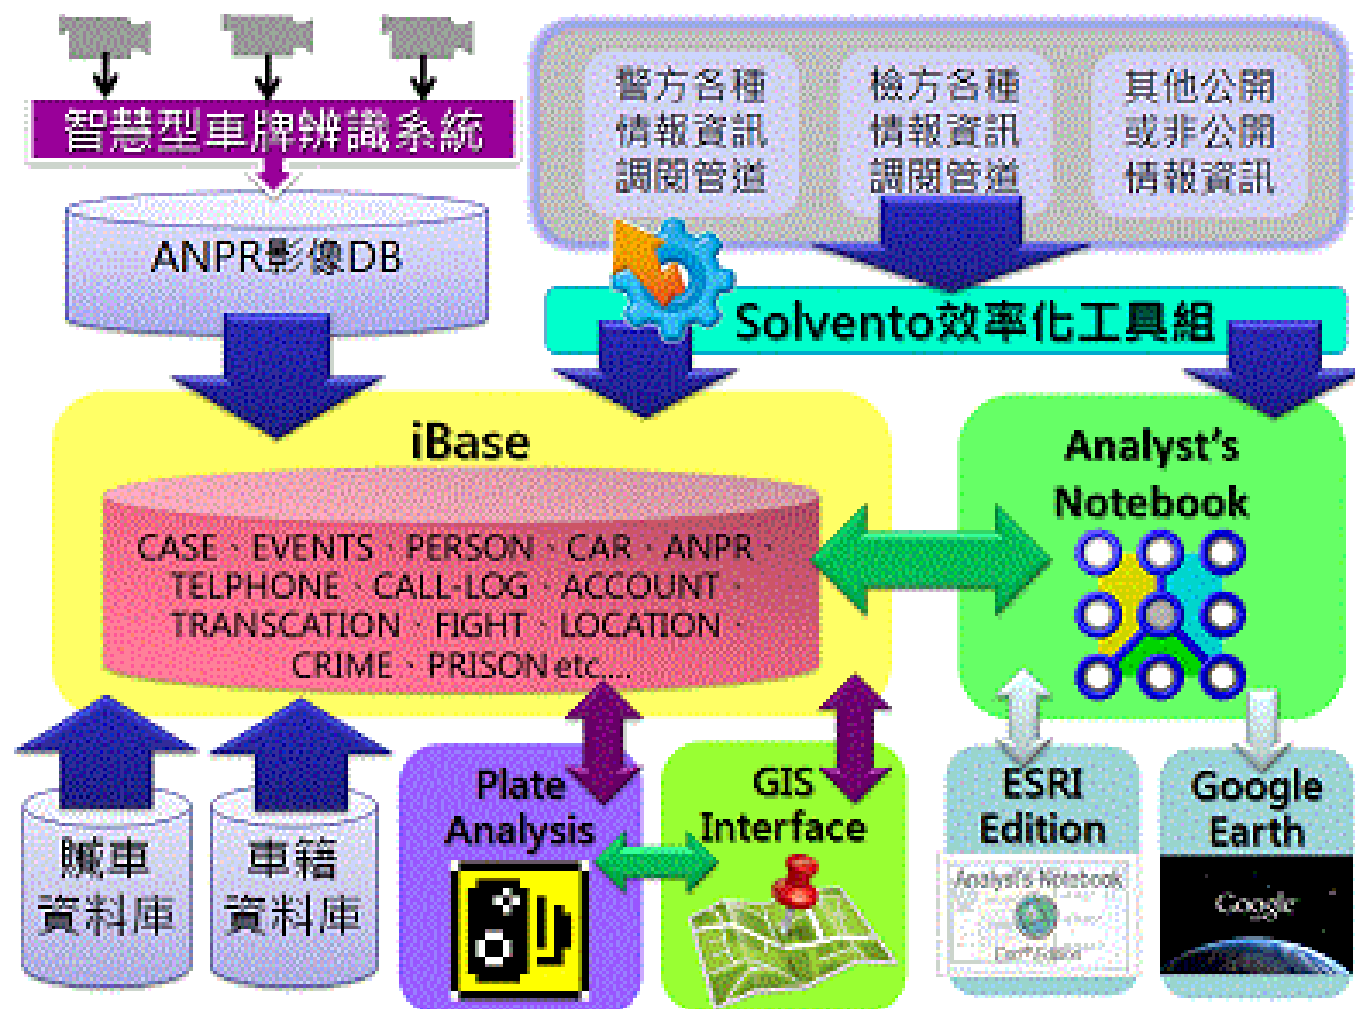 智慧型車牌辨識系統
ANPR影像DB
警方各種
情報資訊
調閱管道
檢方各種
情報資訊
調閱管道
其他公開
或非公開
情報資訊
Solvento效率化工具組
iBase
CASE、EVENTS、PERSON、CAR、ANPR、
TELPHONE、CALL-LOG、ACCOUNT、
TRANSCATION、FIGHT、LOCATION、
CRIME、PRISON etc....
Analyst's
Notebook
贓車
資料庫
車籍
資料庫
Plate
Analysis
GIS
Interface
ESRI
Edition
Analyst's Notebook
Google
Earth
Google